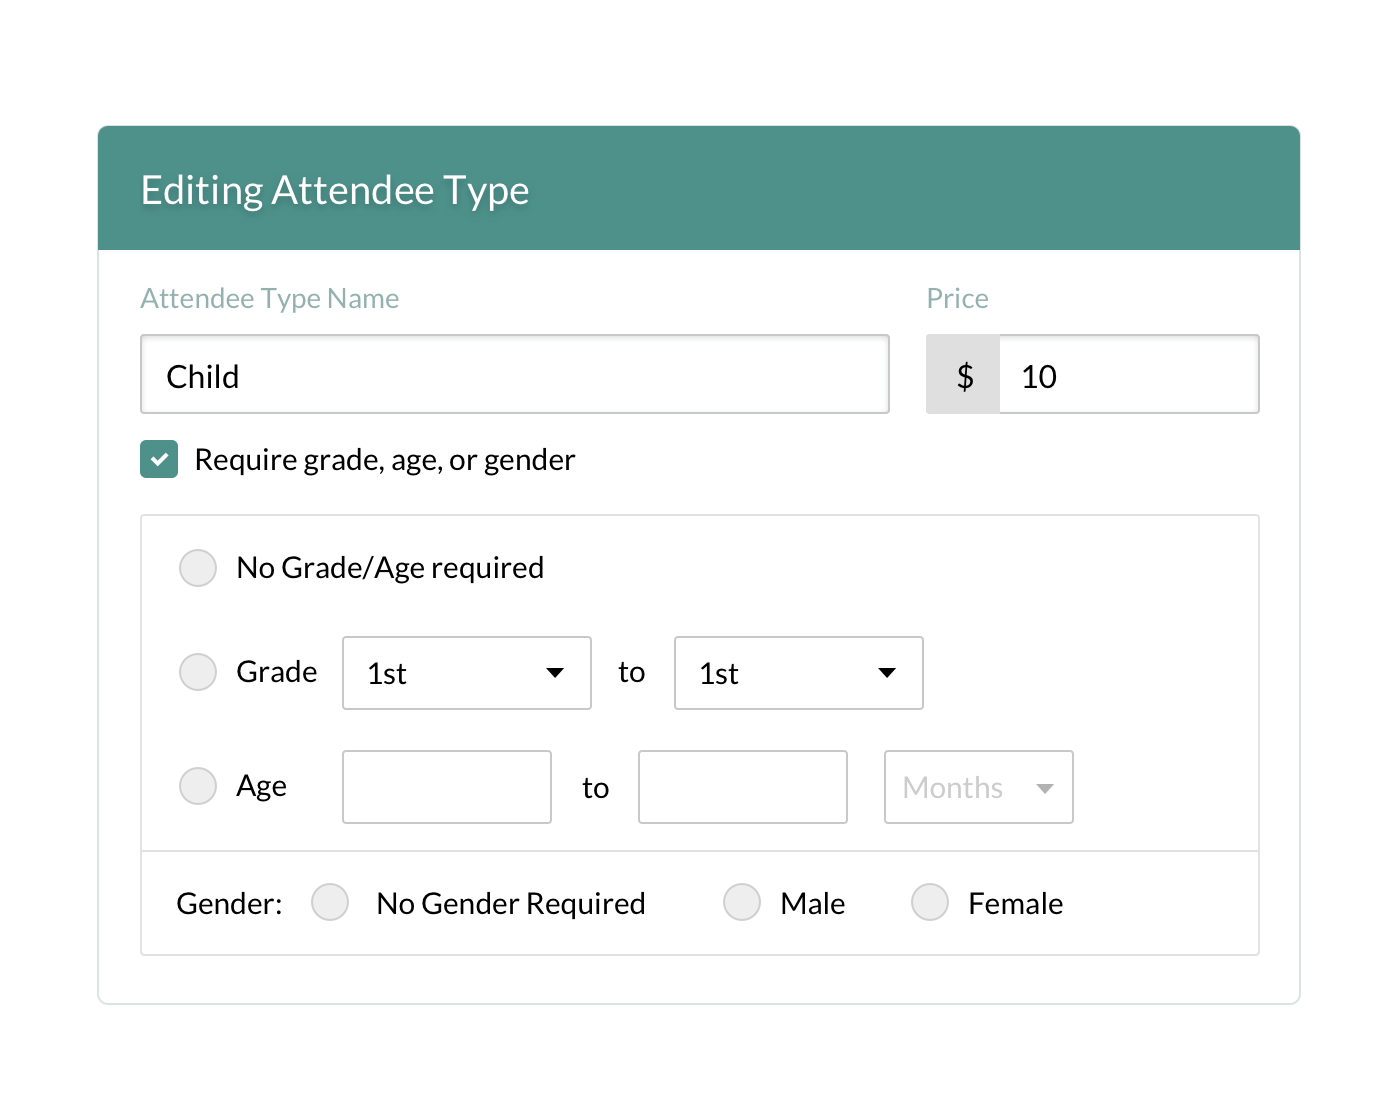 Editing Attendee Type
Attendee Type Name
Price
Child
$ 10
Require grade, age, or gender
No Grade/Age required
Grade 1st to 1st
Age to Months
Gender: No Gender Required Male Female